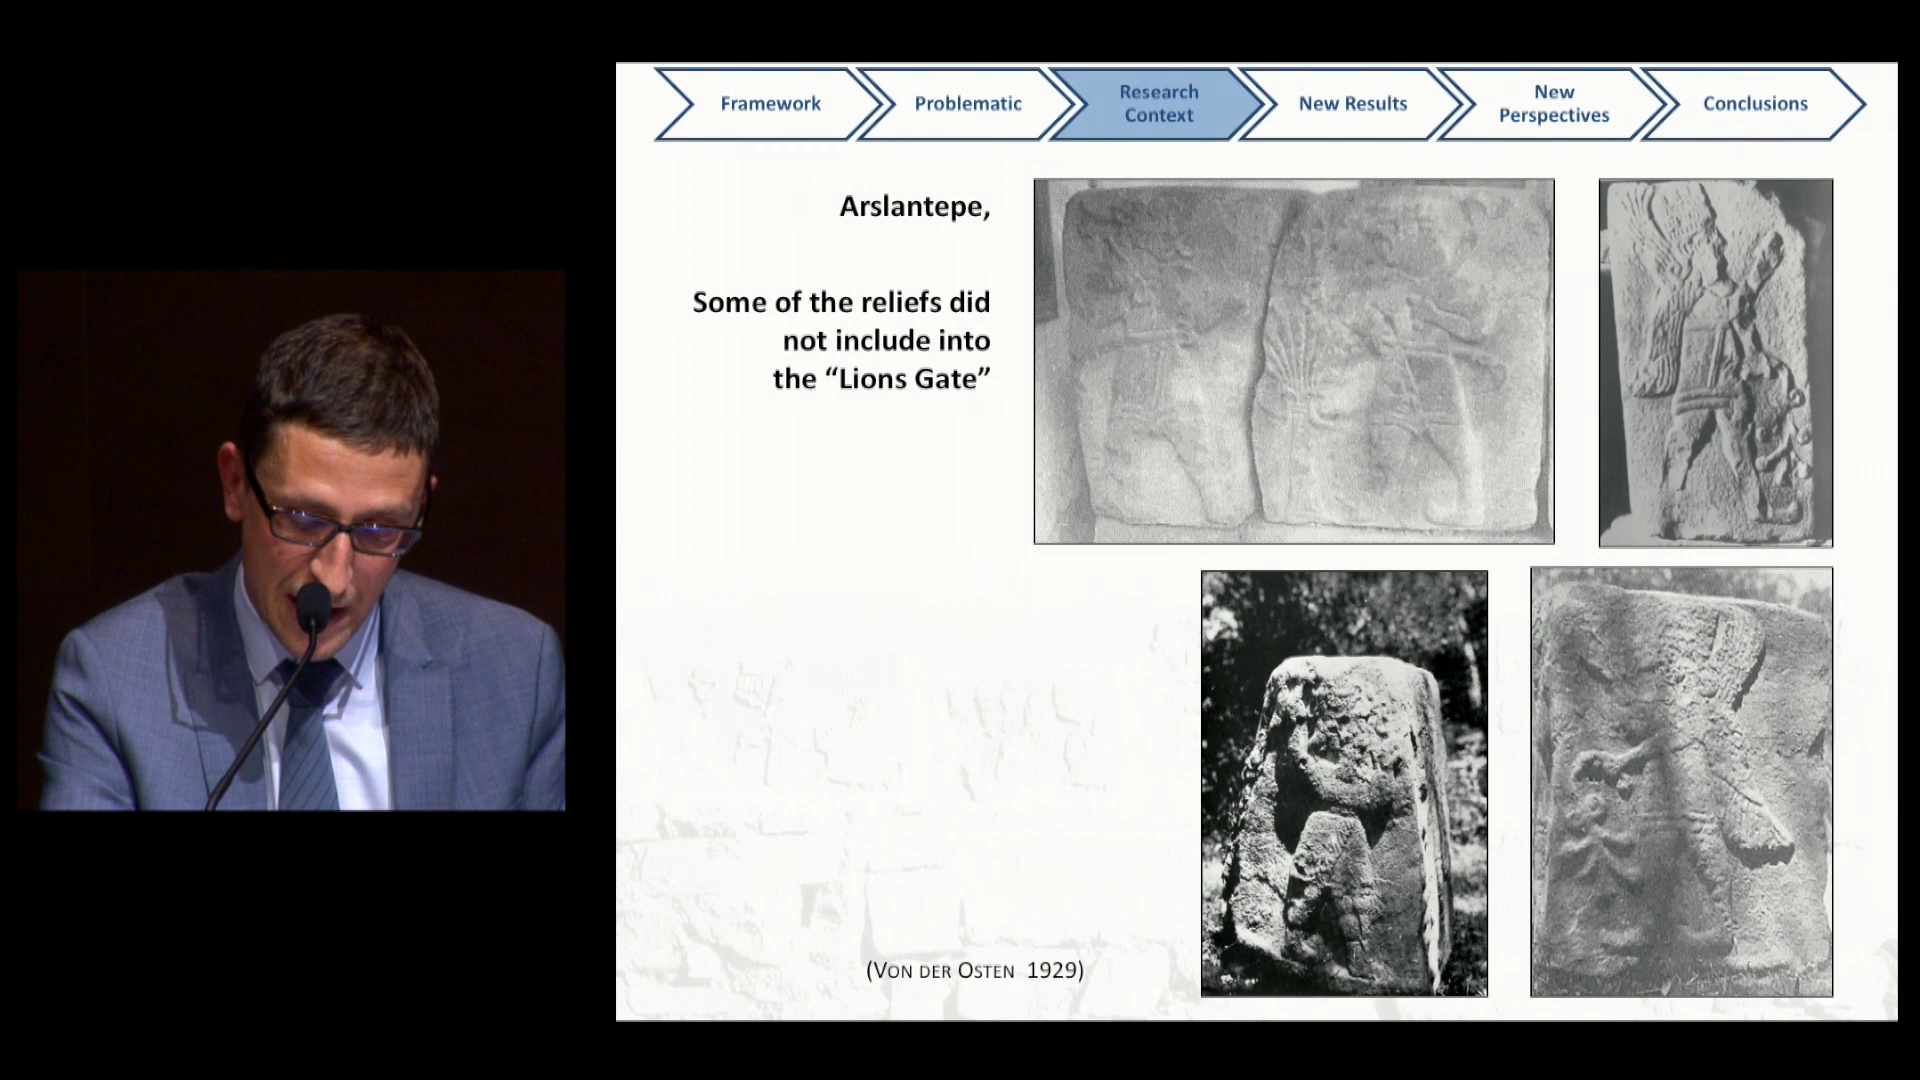 Framework
Problematic
Research
Context
New Results
New
Perspectives
Conclusions
Arslantepe,
Some of the reliefs did
not include into
the “Lions Gate”
(Von der Osten 1929)